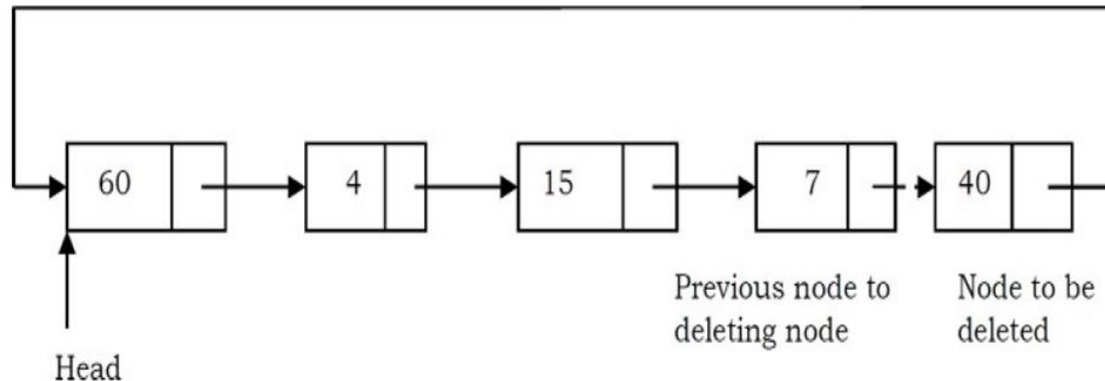 60 4 15 7 40
Previous node to
deleting node
Node to be
deleted
Head